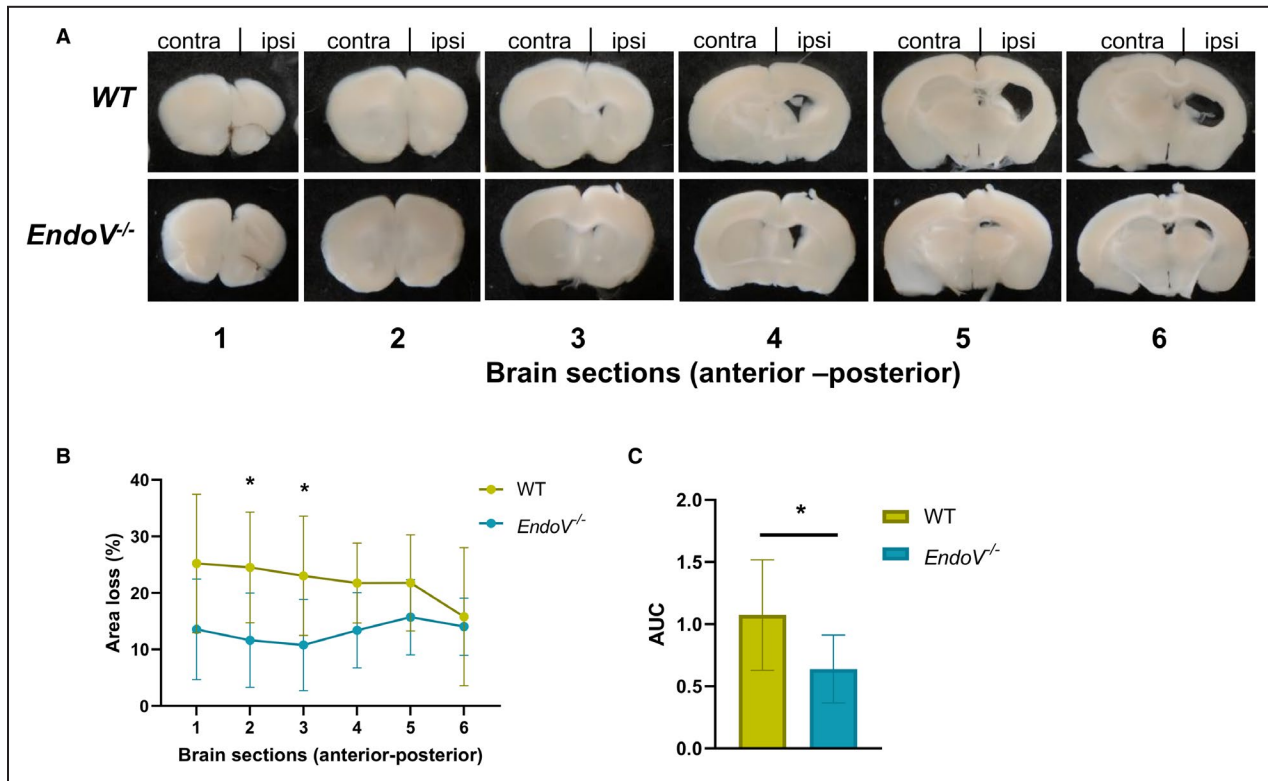 A
contra | ipsi contra | ipsi contra | ipsi contra | ipsi contra | ipsi contra | ipsi
WT
EndoV-/-
1 2 3 4 5 6
Brain sections (anterior –posterior)
B
40
30
20
10
0
Area loss (%)
* *
1 2 3 4 5 6
Brain sections (anterior-posterior)
WT
EndoV-/-
C
2.0
1.5
1.0
0.5
0.0
AUC
*
WT
EndoV-/-